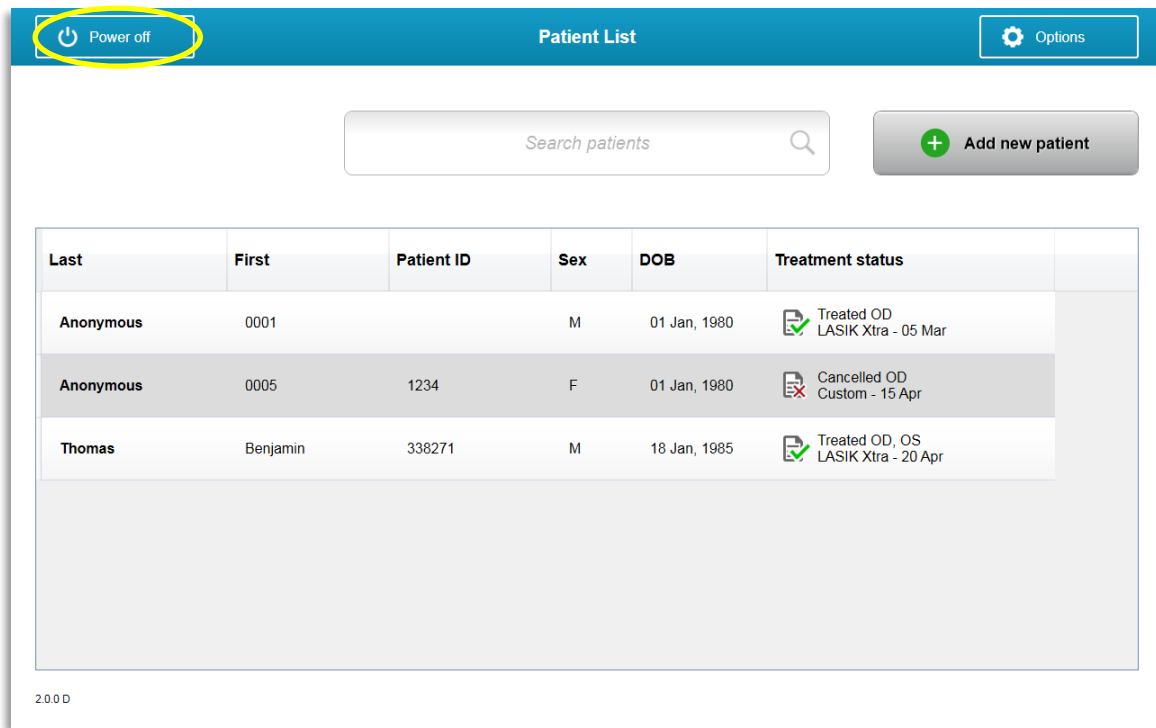 Power off
Patient List
Options
Search patients
Add new patient
Last First Patient ID Sex DOB Treatment status
Anonymous 0001 M 01 Jan, 1980 Treated OD
LASIK Xtra - 05 Mar
Anonymous 0005 1234 F 01 Jan, 1980 Cancelled OD
Custom - 15 Apr
Thomas Benjamin 338271 M 18 Jan, 1985 Treated OD, OS
LASIK Xtra - 20 Apr
2.0.0 D